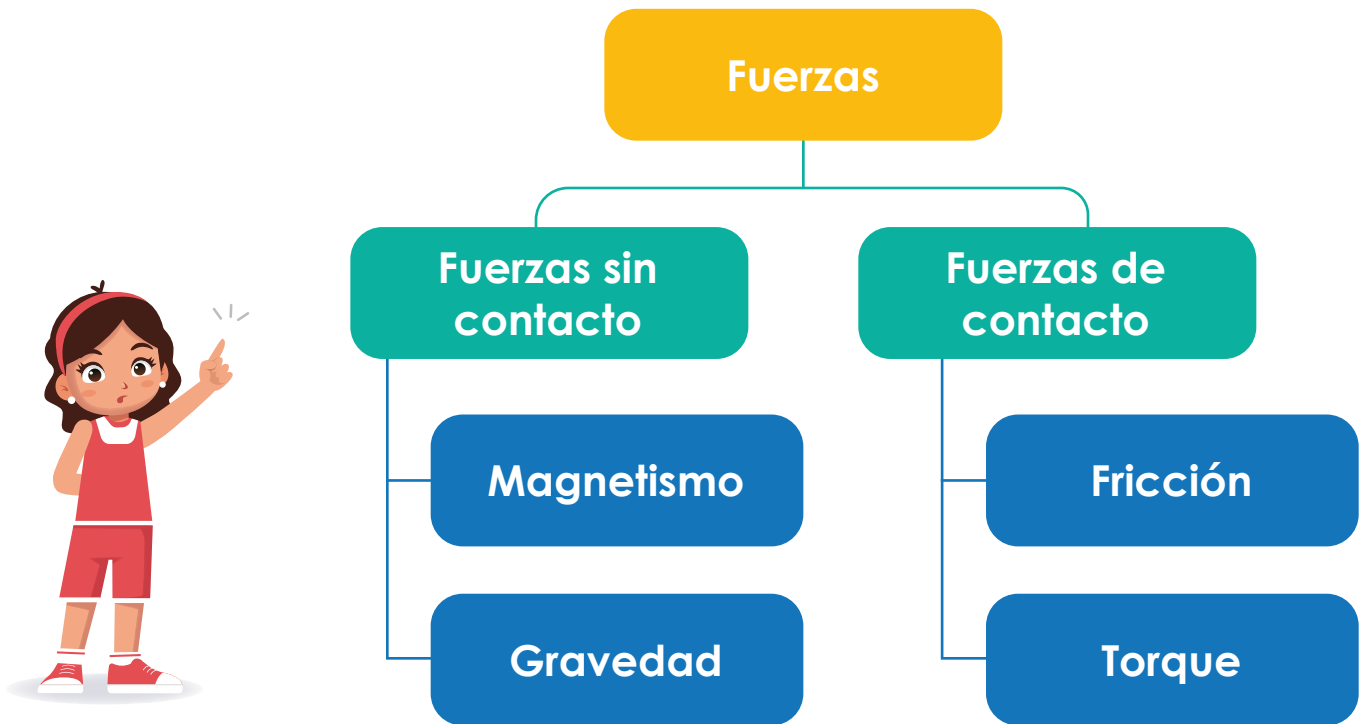 Fuerzas
Fuerzas sin
contacto
Fuerzas de
contacto
Magnetismo
Fricción
Gravedad
Torque